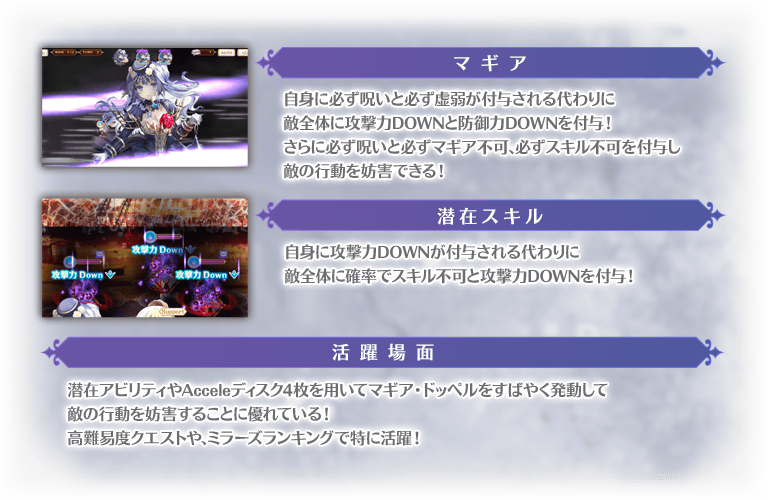 マギア
自身に必ず呪いと必ず虚弱が付与される代わりに
敵全体に攻撃力DOWNと防御力DOWNを付与！
さらに必ず呪いと必ずマギア不可、必ずスキル不可を付与し
敵の行動を妨害できる！
潜在スキル
攻撃力 Down
攻撃力 Down
攻撃力 Down
Support
自身に攻撃力DOWNが付与される代わりに
敵全体に確率でスキル不可と攻撃力DOWNを付与！
活躍場面
潜在アビリティやAcceleディスク4枚を用いてマギア・ドッペルをすばやく発動して
敵の行動を妨害することに優れている！
高難易度クエストや、ミラーズランキングで特に活躍！